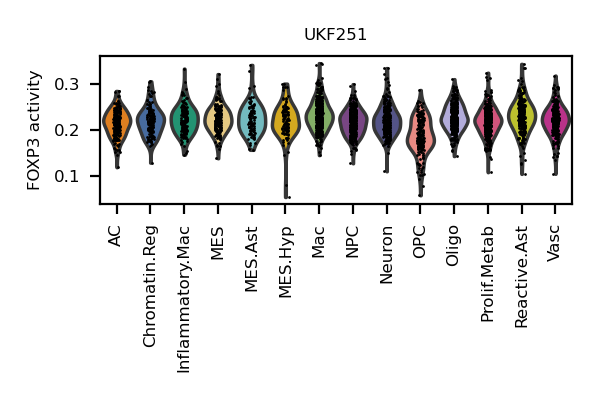 UKF251
FOXP3 activity
0.3
0.2
0.1
AC
Chromatin.Reg
Inflammatory.Mac
MES
MES.Ast
MES.Hyp
Mac
NPC
Neuron
OPC
Oligo
Prolif.Metab
Reactive.Ast
Vasc